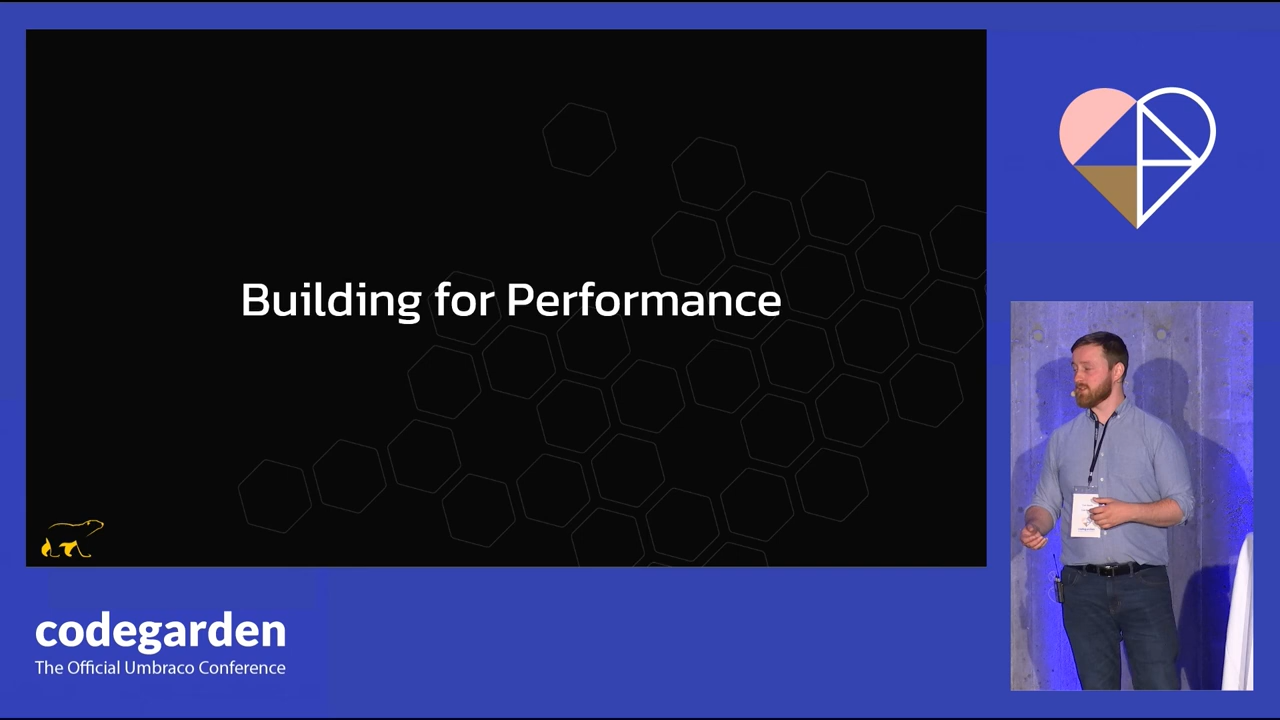 Building for Performance
codegarden
The Official Umbraco Conference